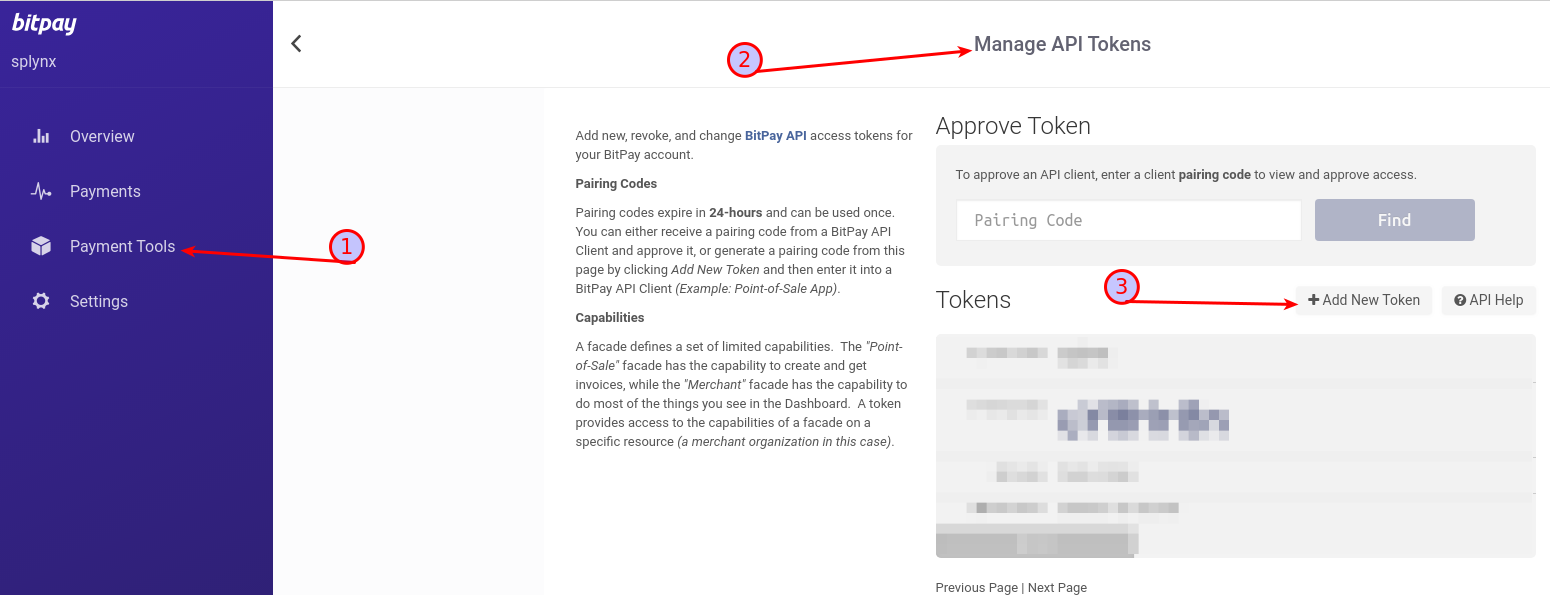 bitpay
splynx
Overview
Payments
Payment Tools
Settings
1
2
Manage API Tokens
Add new, revoke, and change BitPay API access tokens for
your BitPay account.
Pairing Codes
Pairing codes expire in 24-hours and can be used once.
You can either receive a pairing code from a BitPay API
Client and approve it, or generate a pairing code from this
page by clicking Add New Token and then enter it into a
BitPay API Client (Example: Point-of-Sale App).
Capabilities
A facade defines a set of limited capabilities. The "Point-
of-Sale" facade has the capability to create and get
invoices, while the "Merchant" facade has the capability to
do most of the things you see in the Dashboard. A token
provides access to the capabilities of a facade on a
specific resource (a merchant organization in this case).
Approve Token
To approve an API client, enter a client pairing code to view and approve access.
Pairing Code
Find
Tokens
3
Add New Token
API Help
Previous Page | Next Page